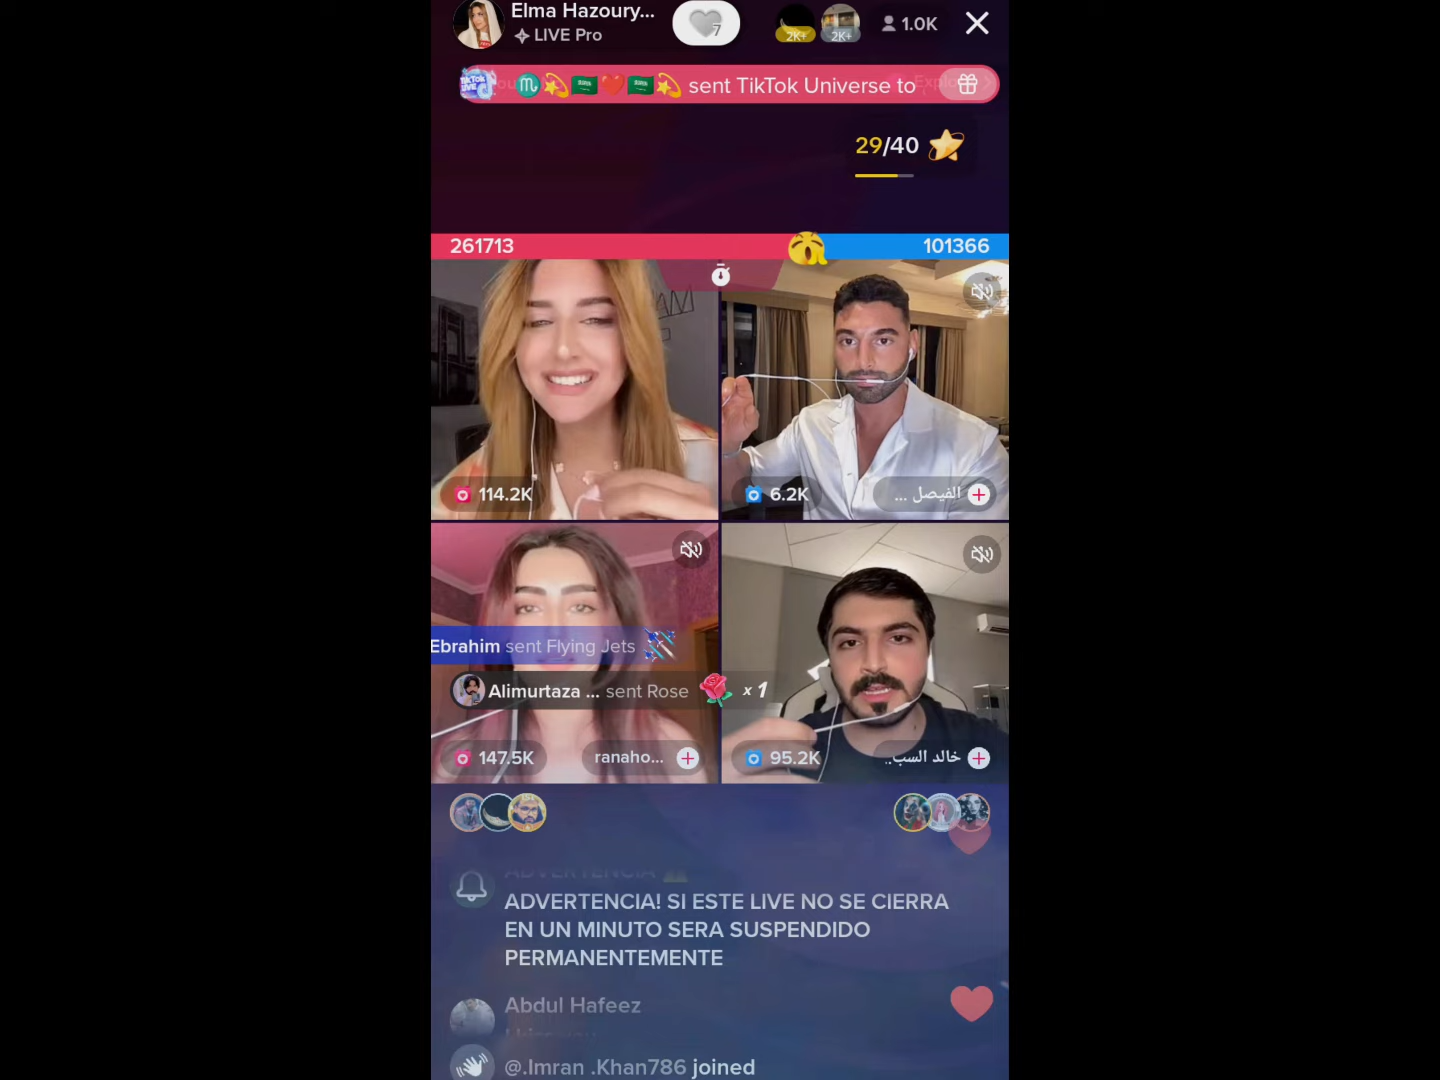 Elma Hazoury...
LIVE Pro
7
2K+
2K+
1.0K
sent TikTok Universe to
29/40
261713
101366
114.2K
6.2K
الفيصل ...
Ebrahim sent Flying Jets
Alimurtaza ... sent Rose
x 1
147.5K
ranaho...
95.2K
خالد السب..
ADVERTENCIA
ADVERTENCIA! SI ESTE LIVE NO SE CIERRA
EN UN MINUTO SERA SUSPENDIDO
PERMANENTEMENTE
Abdul Hafeez
@.Imran .Khan786 joined